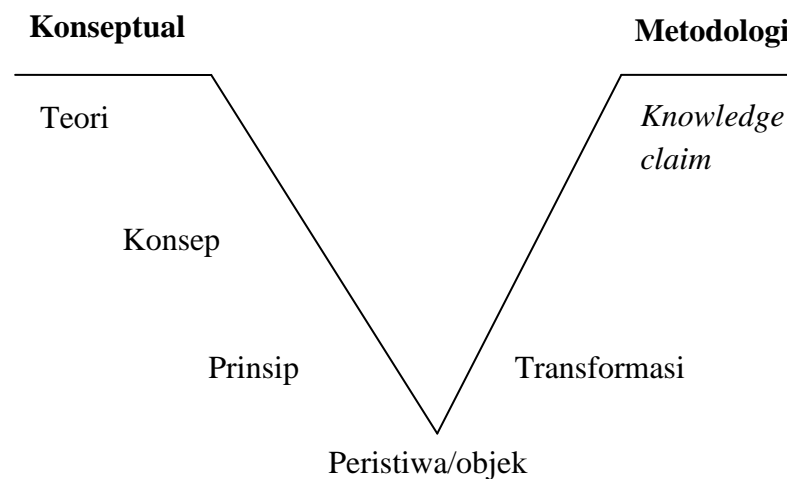 Konseptual
Metodologi
Teori
Knowledge
claim
Konsep
Prinsip
Transformasi
Peristiwa/objek